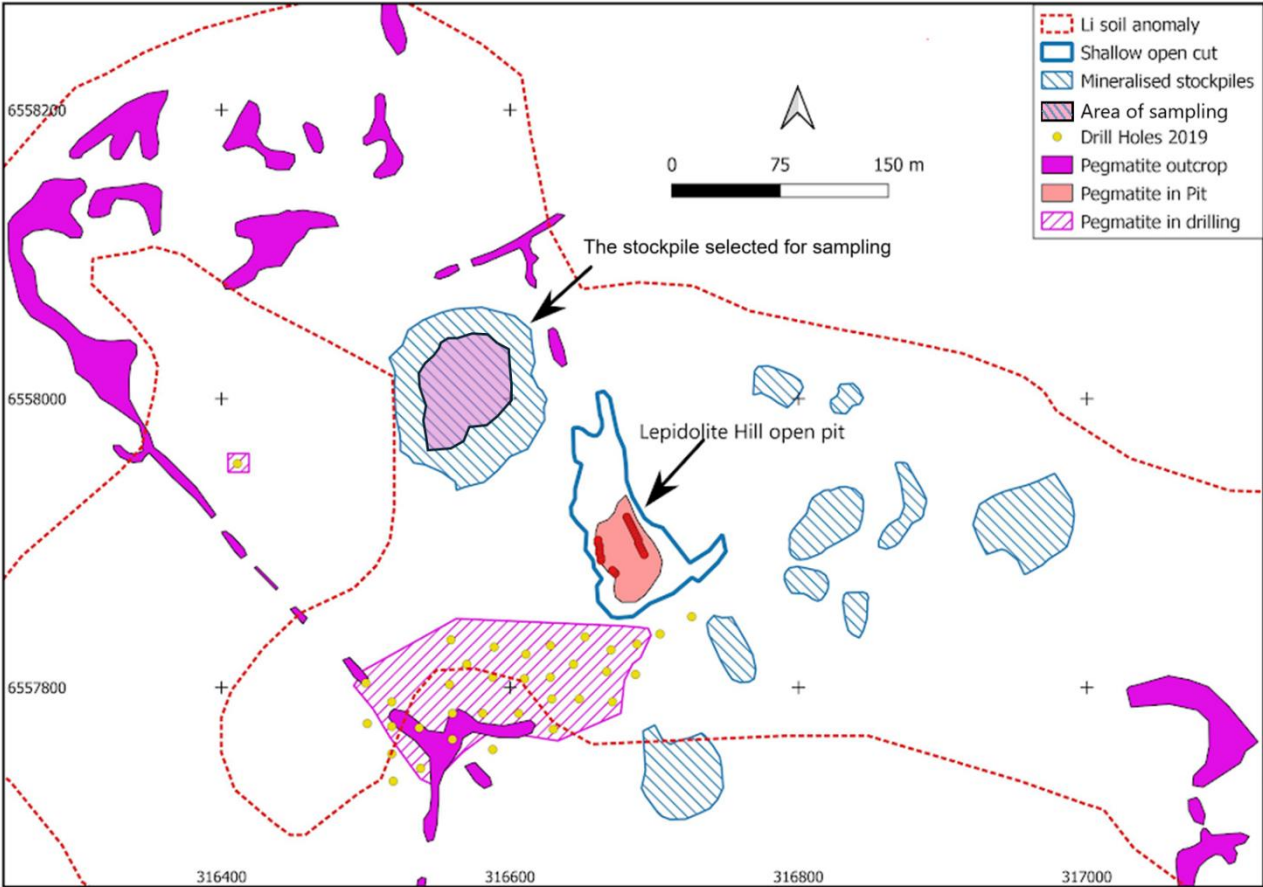 Li soil anomaly
Shallow open cut
Mineralised stockpiles
Area of sampling
Drill Holes 2019
Pegmatite outcrop
Pegmatite in Pit
Pegmatite in drilling
6558200
0 75 150 m
The stockpile selected for sampling
6558000
Lepidolite Hill open pit
6557800
316400 316600 316800 317000